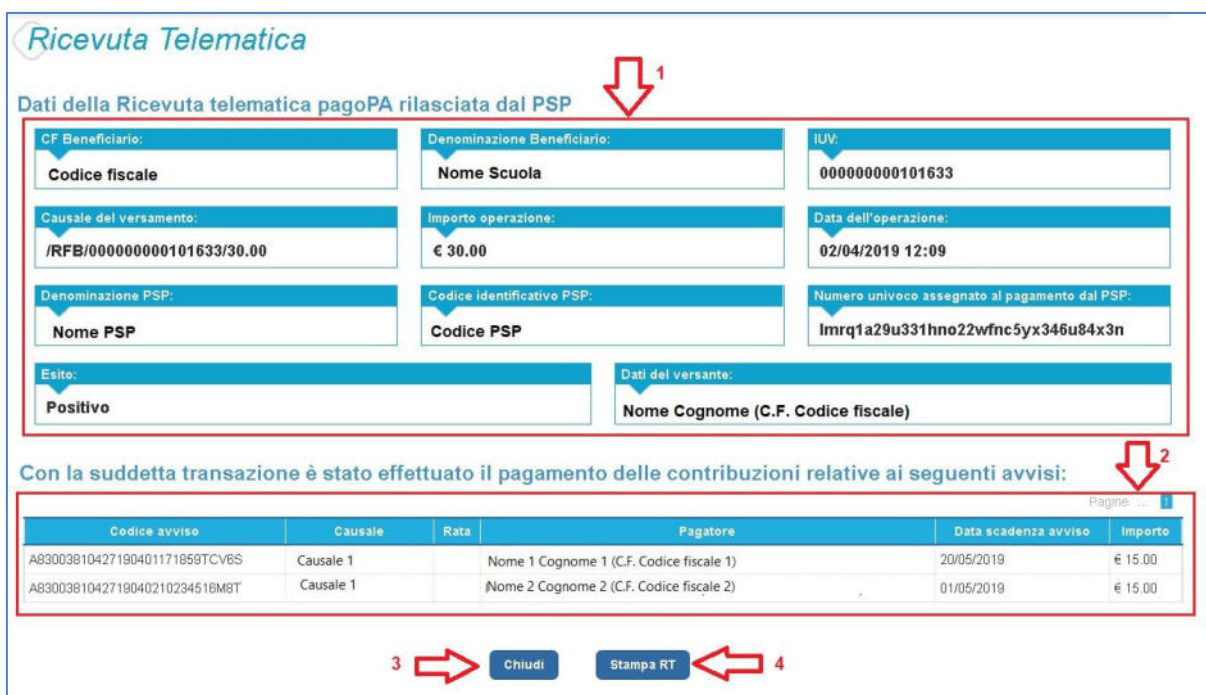 Ricevuta Telematica
1
Dati della Ricevuta telematica pagoPA rilasciata dal PSP
CF Beneficiario: Denominazione Beneficiario: IUV:
Codice fiscale Nome Scuola 000000000101633
Causale del versamento: Importo operazione: Data dell'operazione:
/RFB/000000000101633/30.00 € 30.00 02/04/2019 12:09
Denominazione PSP: Codice identificativo PSP: Numero univoco assegnato al pagamento dal PSP:
Nome PSP Codice PSP lmrq1a29u331hno22wfnc5yx346u84x3n
Esito: Dati del versante:
Positivo Nome Cognome (C.F. Codice fiscale)
2
Con la suddetta transazione è stato effettuato il pagamento delle contribuzioni relative ai seguenti avvisi:
Pagine ... 1
Codice avviso Causale Rata Pagatore Data scadenza avviso Importo
A83003810427190401171859TCV6S Causale 1 Nome 1 Cognome 1 (C.F. Codice fiscale 1) 20/05/2019 € 15.00
A8300381042719040210234516M8T Causale 1 Nome 2 Cognome 2 (C.F. Codice fiscale 2) 01/05/2019 € 15.00
3 Chiudi Stampa RT 4